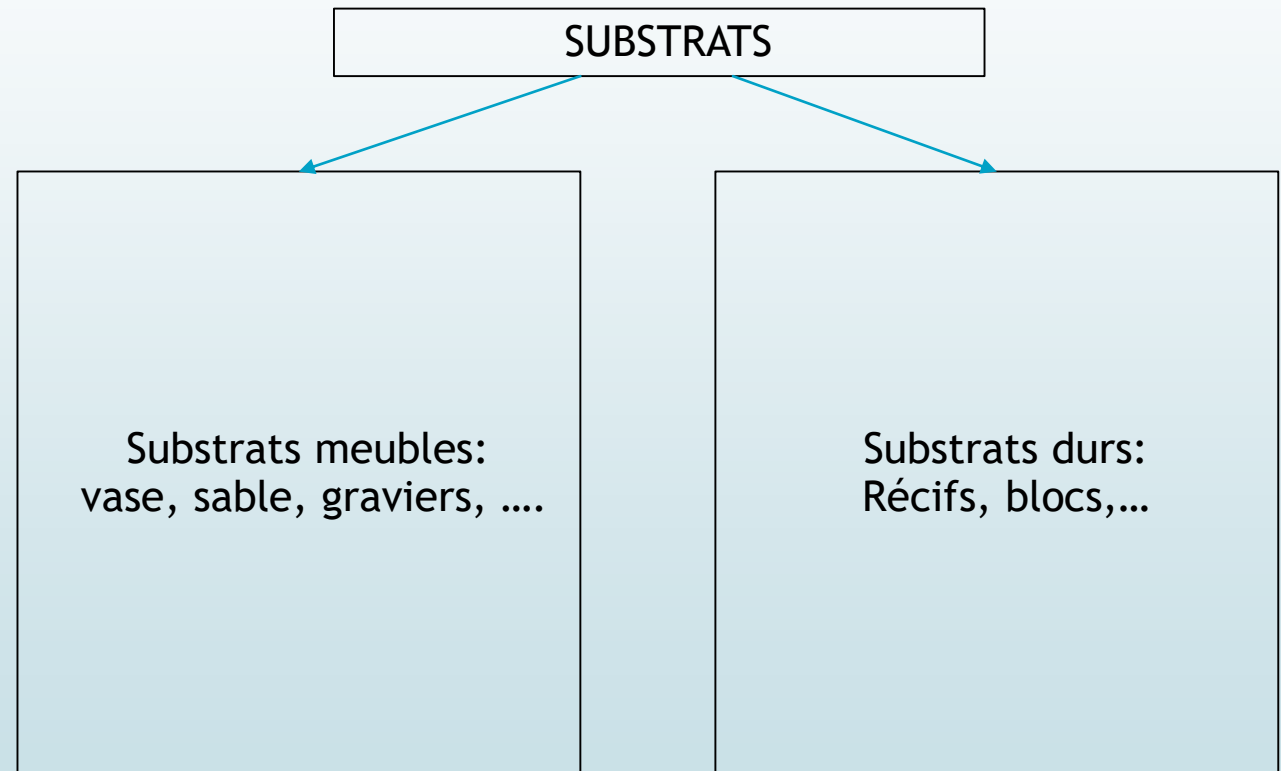 SUBSTRATS
Substrats meubles:
vase, sable, graviers, ....
Substrats durs:
Récifs, blocs,...